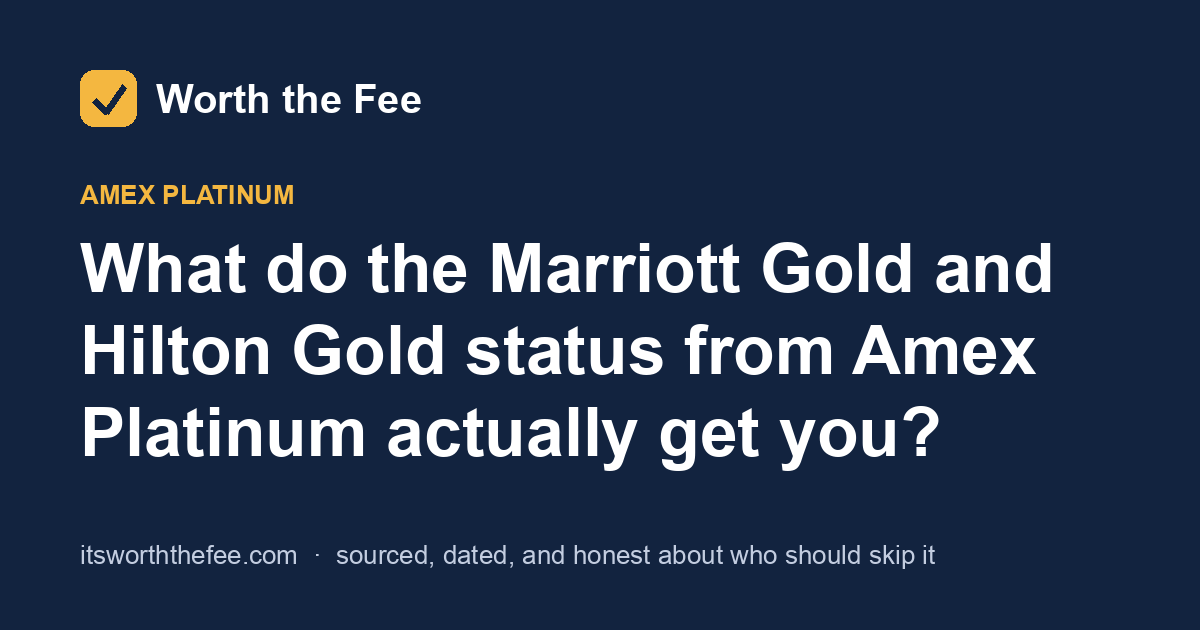 Worth the Fee
AMEX PLATINUM
What do the Marriott Gold and
Hilton Gold status from Amex
Platinum actually get you?
itsworththefee.com · sourced, dated, and honest about who should skip it